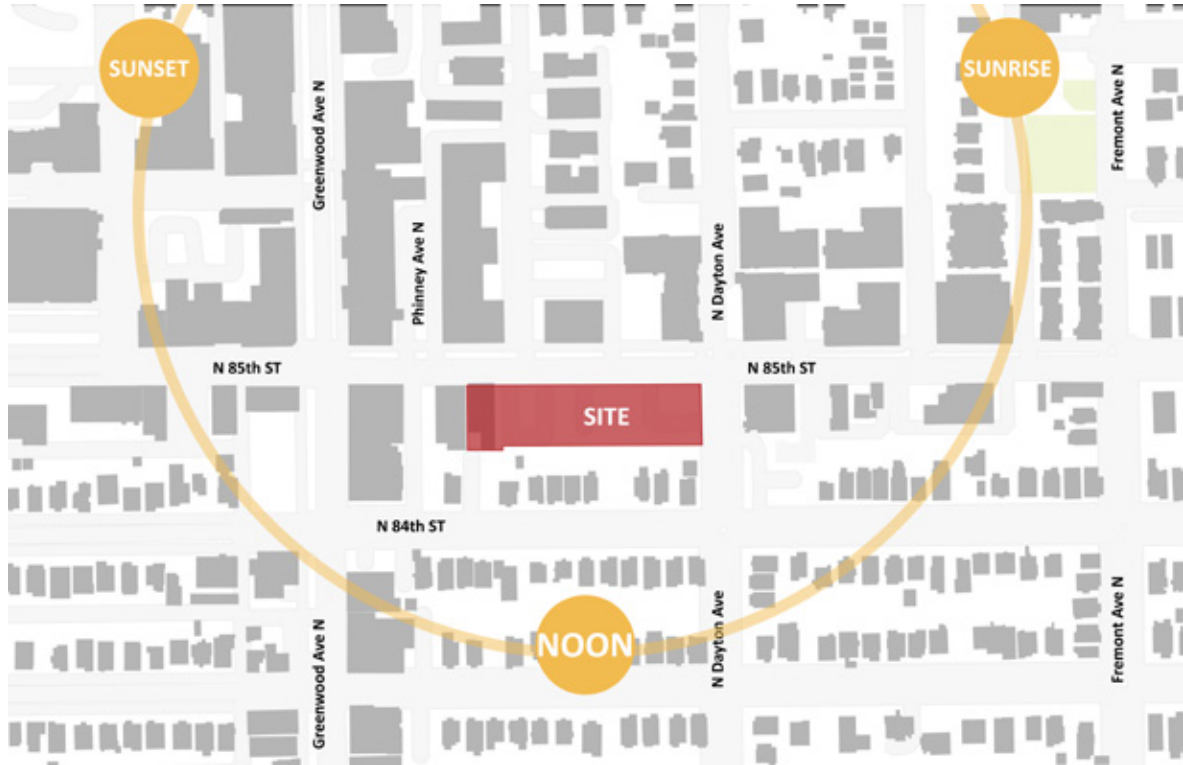 SUNSET
SUNRISE
Greenwood Ave N
Fremont Ave N
Phinney Ave N
N Dayton Ave
N 85th ST
N 85th ST
SITE
N 84th ST
NOON
Greenwood Ave N
N Dayton Ave
Fremont Ave N